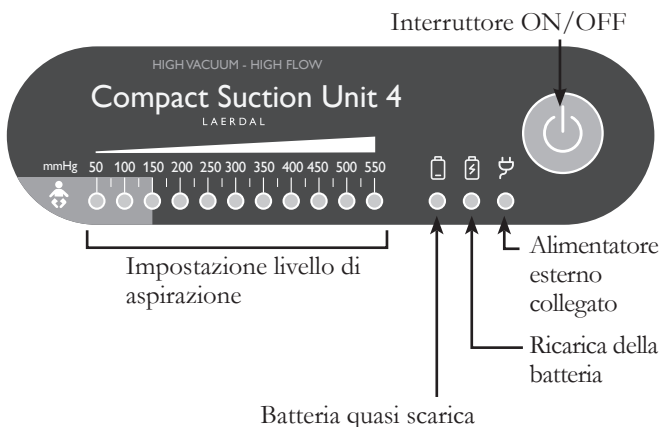 Interruttore ON/OFF
HIGH VACUUM - HIGH FLOW
Compact Suction Unit 4
LAERDAL
mmHg 50 100 150 200 250 300 350 400 450 500 550
Impostazione livello di
aspirazione
Alimentatore
esterno
collegato
Ricarica della
batteria
Batteria quasi scarica